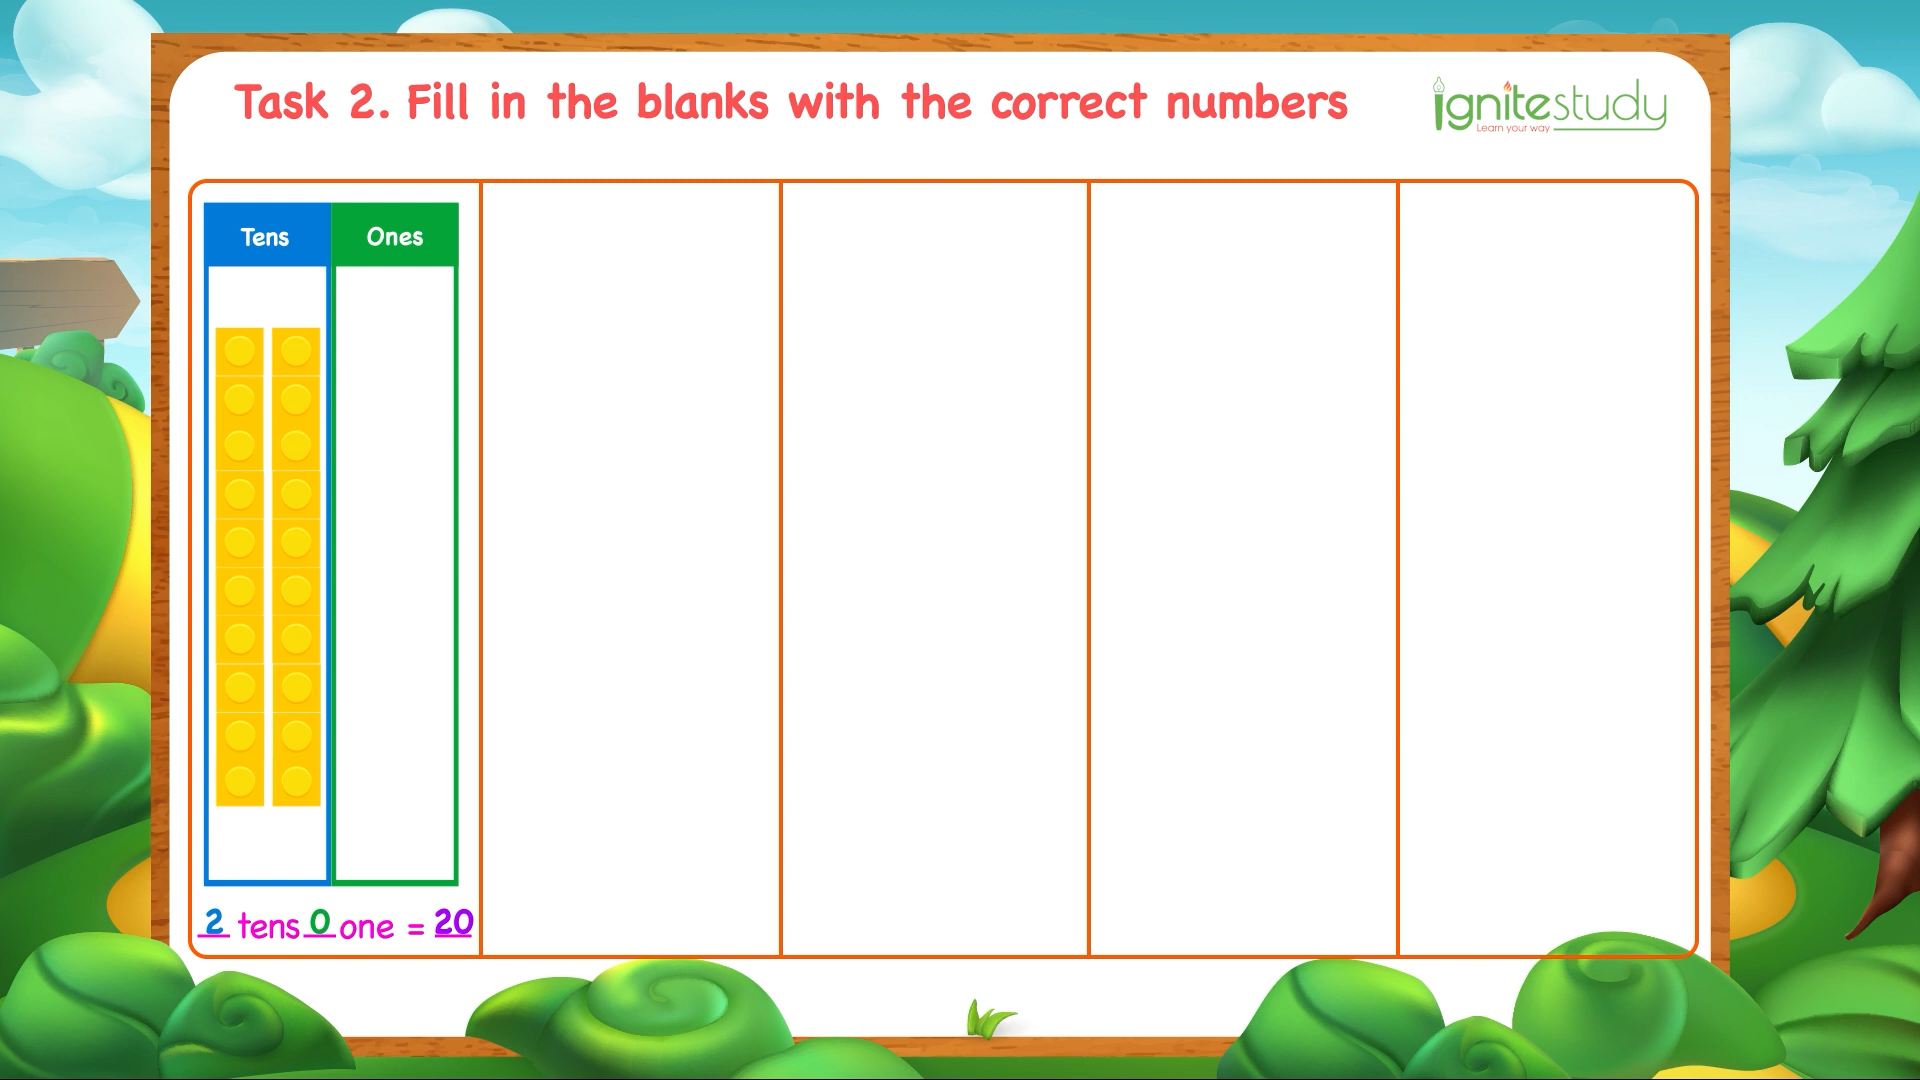 Task 2. Fill in the blanks with the correct numbers
ignitestudy
Learn your way
Tens Ones
2 tens 0 one = 20